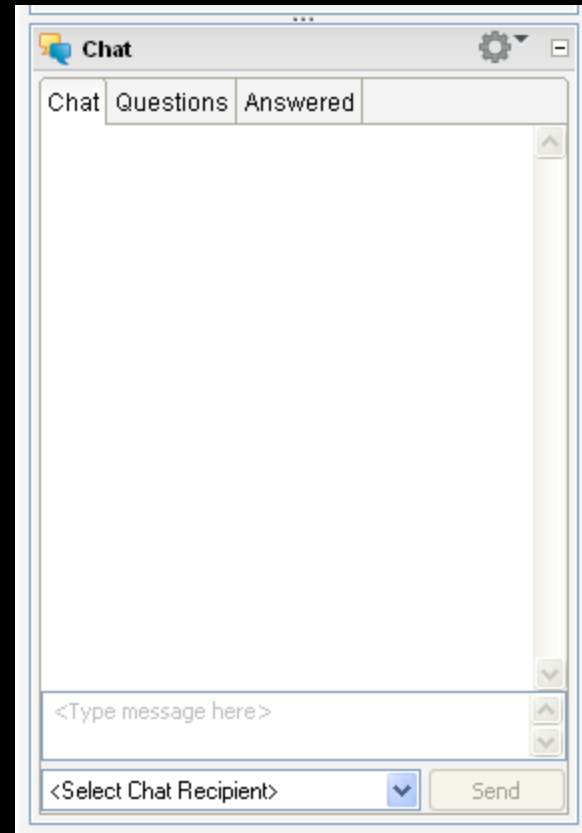 Chat
Chat Questions Answered
<Type message here>
<Select Chat Recipient> Send